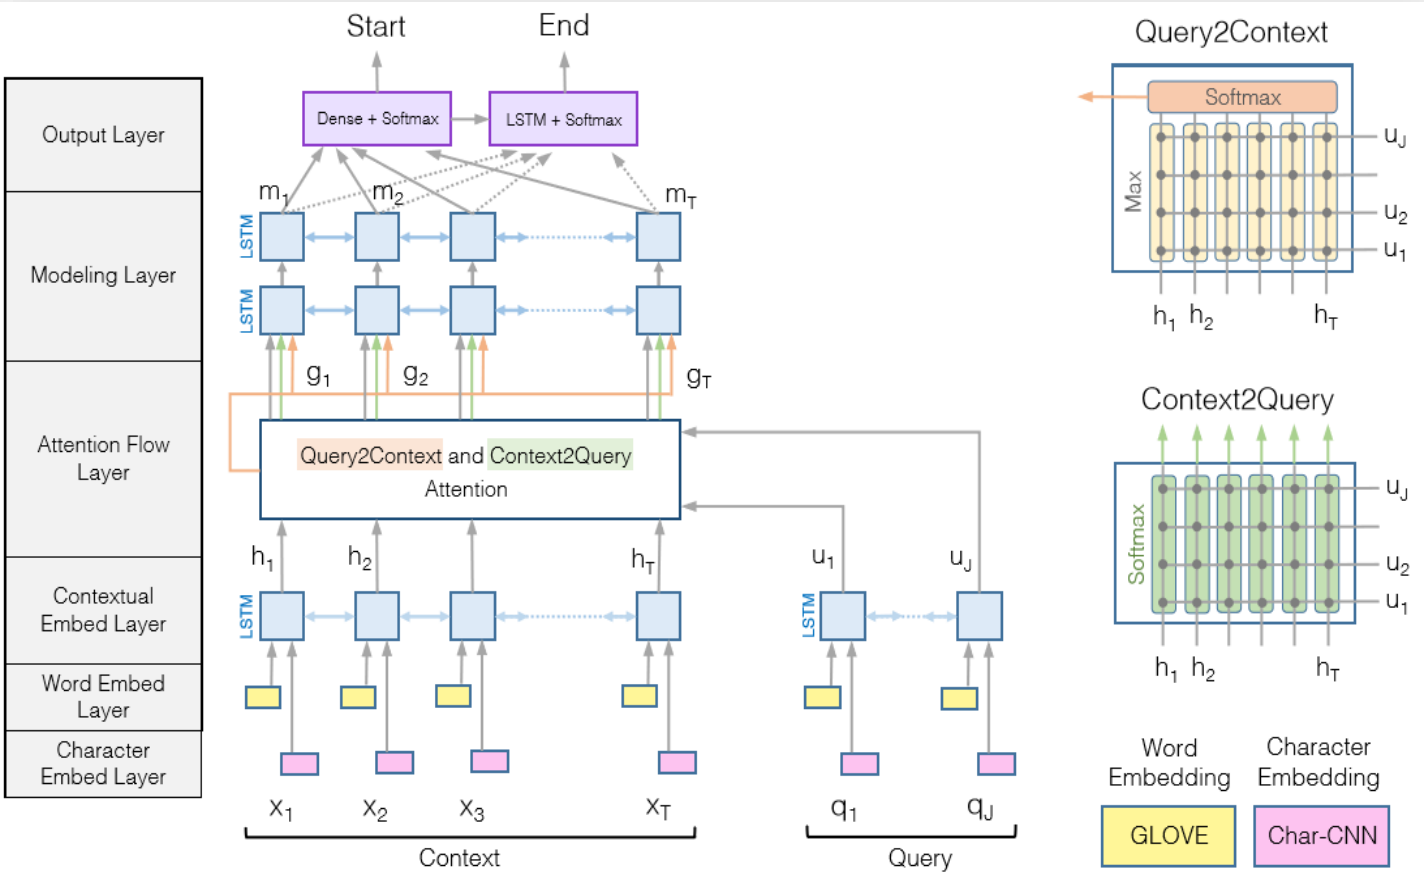 Start
End
Query2Context
Output Layer
Dense + Softmax
LSTM + Softmax
Softmax
Max
uJ
u2
u1
h1
h2
hT
Modeling Layer
LSTM
m1
m2
mT
LSTM
g1
g2
gT
Attention Flow
Layer
Query2Context and Context2Query
Attention
Context2Query
Softmax
uJ
u2
u1
h1
h2
hT
Contextual
Embed Layer
h1
h2
hT
u1
uJ
LSTM
LSTM
Word Embed
Layer
Character
Embed Layer
x1
x2
x3
xT
q1
qJ
Context
Query
Word
Embedding
Character
Embedding
GLOVE
Char-CNN